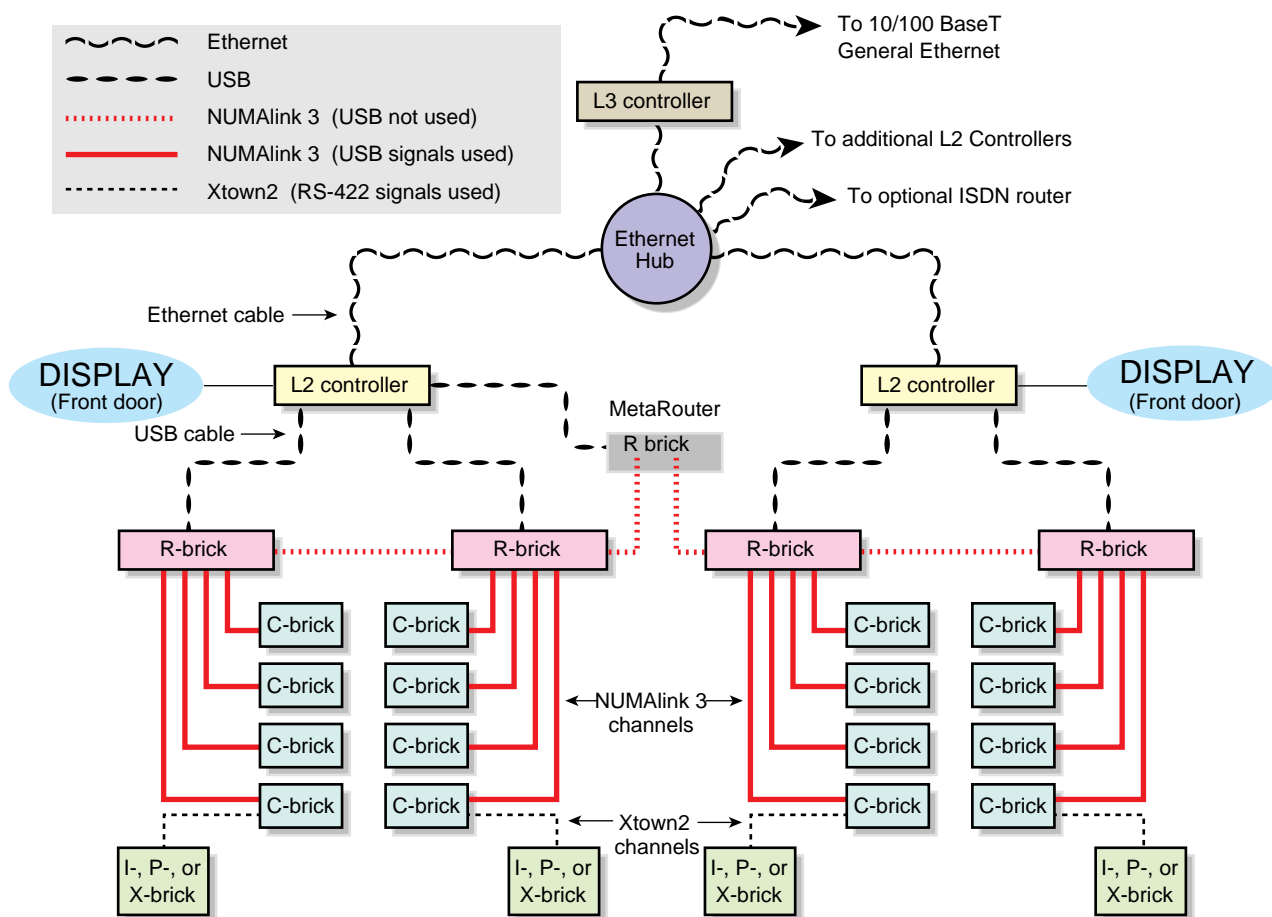 Ethernet
USB
NUMAlink 3 (USB not used)
NUMAlink 3 (USB signals used)
Xtown2 (RS-422 signals used)
To 10/100 BaseT
General Ethernet
L3 controller
To additional L2 Controllers
To optional ISDN router
Ethernet
Hub
Ethernet cable
DISPLAY
(Front door)
L2 controller
L2 controller
DISPLAY
(Front door)
USB cable
MetaRouter
R brick
R-brick
R-brick
R-brick
R-brick
C-brick
C-brick
C-brick
C-brick
C-brick
C-brick
C-brick
C-brick
NUMAlink 3
channels
C-brick
C-brick
C-brick
C-brick
C-brick
C-brick
C-brick
C-brick
Xtown2
channels
I-, P-, or
X-brick
I-, P-, or
X-brick
I-, P-, or
X-brick
I-, P-, or
X-brick